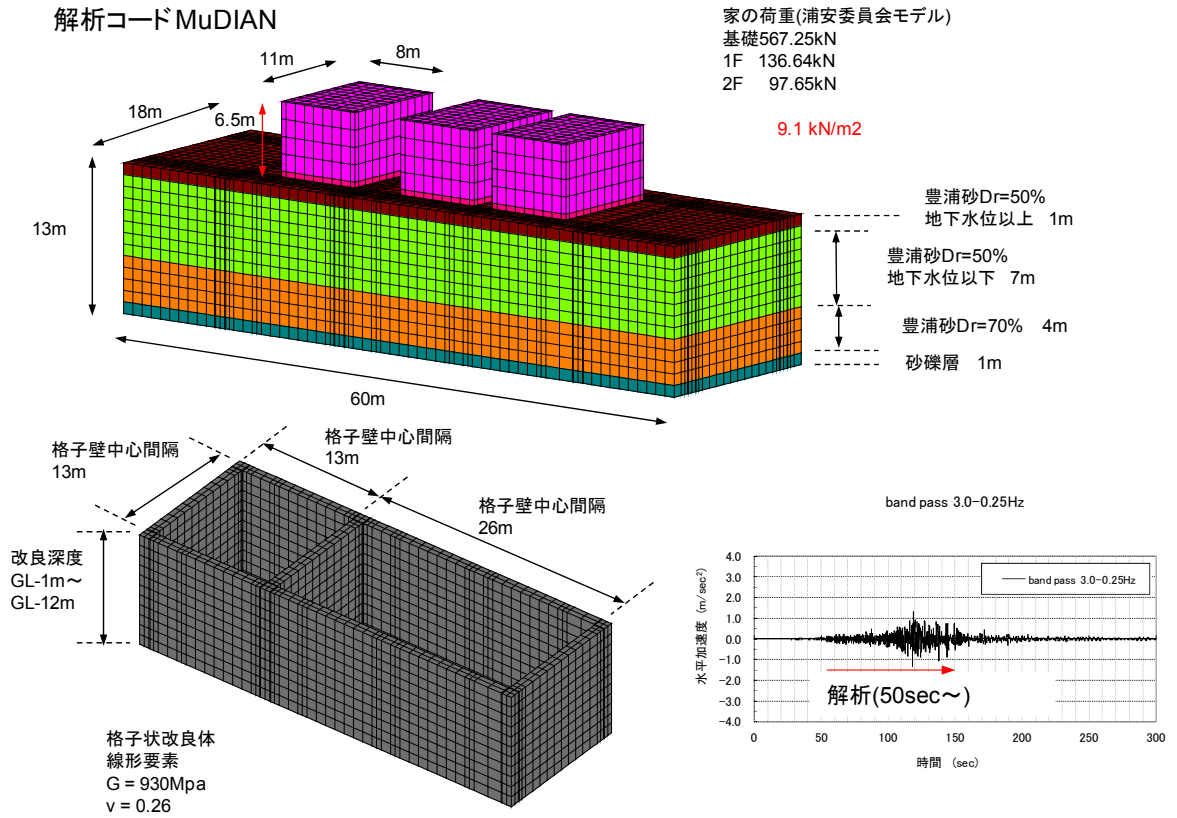 解析コードMuDIAN
家の荷重(浦安委員会モデル)
基礎567.25kN
1F 136.64kN
2F 97.65kN
9.1 kN/m2
11m
8m
18m
6.5m
13m
60m
豊浦砂Dr=50%
地下水位以上 1m
豊浦砂Dr=50%
地下水位以下 7m
豊浦砂Dr=70% 4m
砂礫層 1m
格子壁中心間隔
13m
格子壁中心間隔
13m
格子壁中心間隔
26m
改良深度
GL-1m～
GL-12m
格子状改良体
線形要素
G = 930Mpa
ν = 0.26
band pass 3.0-0.25Hz
band pass 3.0-0.25Hz
水平加速度 (m/sec²)
4.0
3.0
2.0
1.0
0.0
-1.0
-2.0
-3.0
-4.0
解析(50sec～)
0 50 100 150 200 250 300
時間 (sec)